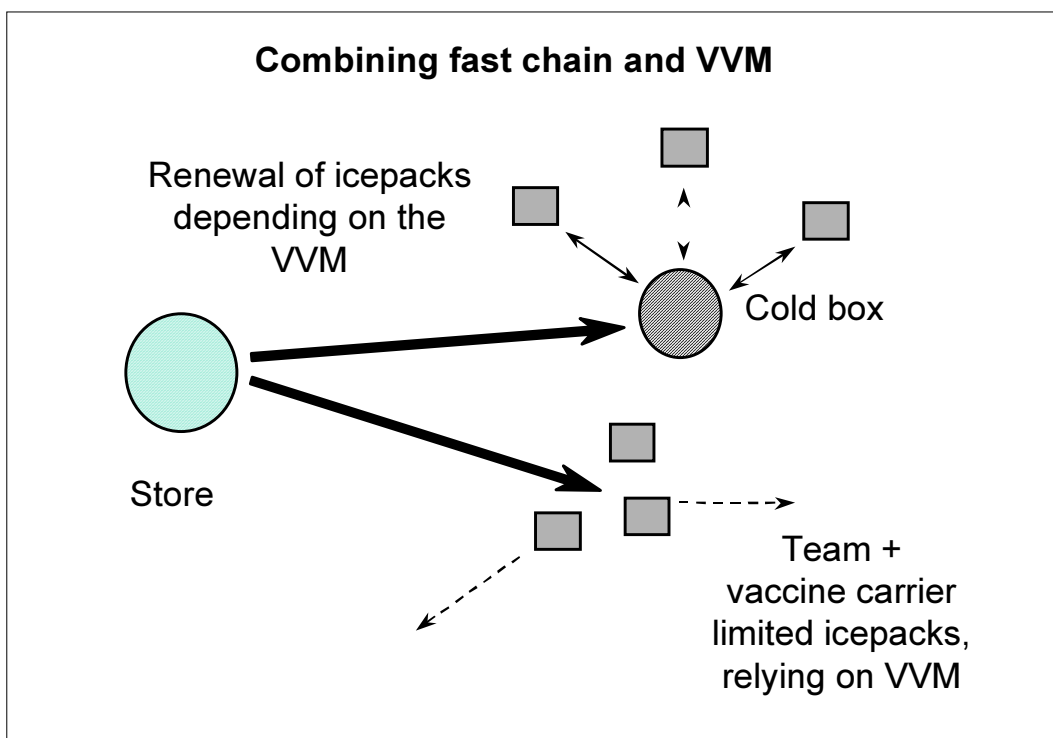 Combining fast chain and VVM
Renewal of icepacks
depending on the
VVM
Cold box
Store
Team +
vaccine carrier
limited icepacks,
relying on VVM